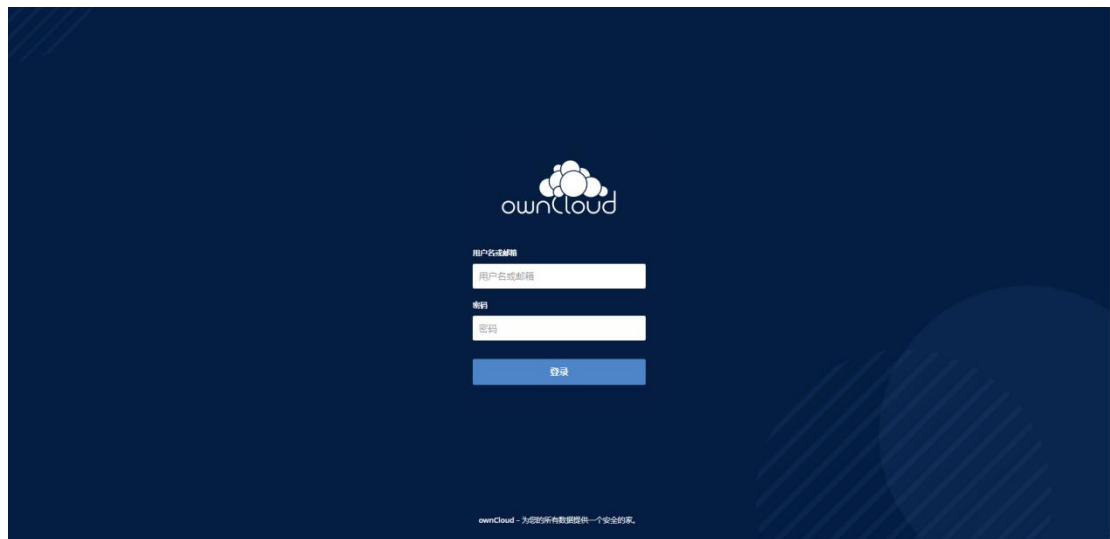 ownCloud
用户名或邮箱
用户名或邮箱
密码
密码
登录
ownCloud – 为您的所有数据提供一个安全的家。